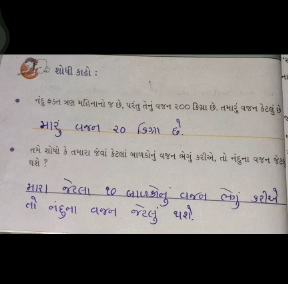 શોધી કાઢો :
નંદુ ફક્ત ત્રણ મહિનાનો જ છે, પરંતુ તેનું વજન ૨૦૦ કિગ્રા છે. તમારું વજન કેટલું છે
મારું વજન ૨૦ કિગ્રા છે.
તમે શોધો કે તમારા જેવાં કેટલાં બાળકોનું વજન ભેગું કરીએ, તો નંદુના વજન જેટલ
થશે ?
મારા જેટલા ૧૦ બાળકોનું વજન ભેગું કરીએ
તો નંદુના વજન જેટલું થશે.